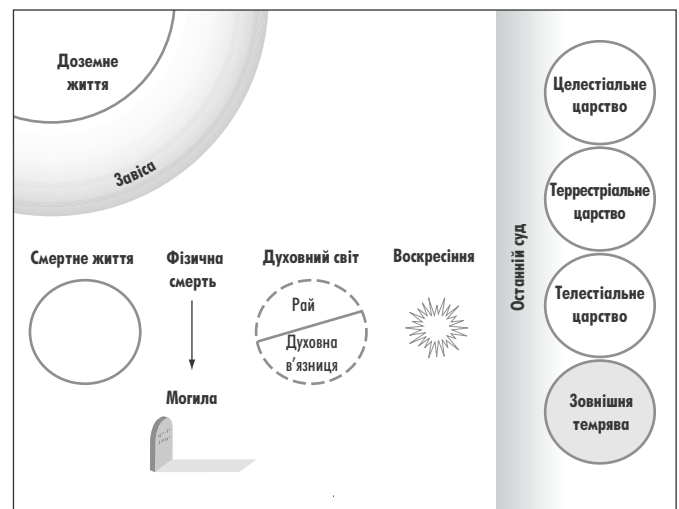 Доземне
життя
Завіса
Смертне життя
Фізична
смерть
Могила
Духовний світ
Рай
Духовна
в'язниця
Воскресіння
Останній суд
Целестіальне
царство
Террестріальне
царство
Телестіальне
царство
Зовнішня
темрява